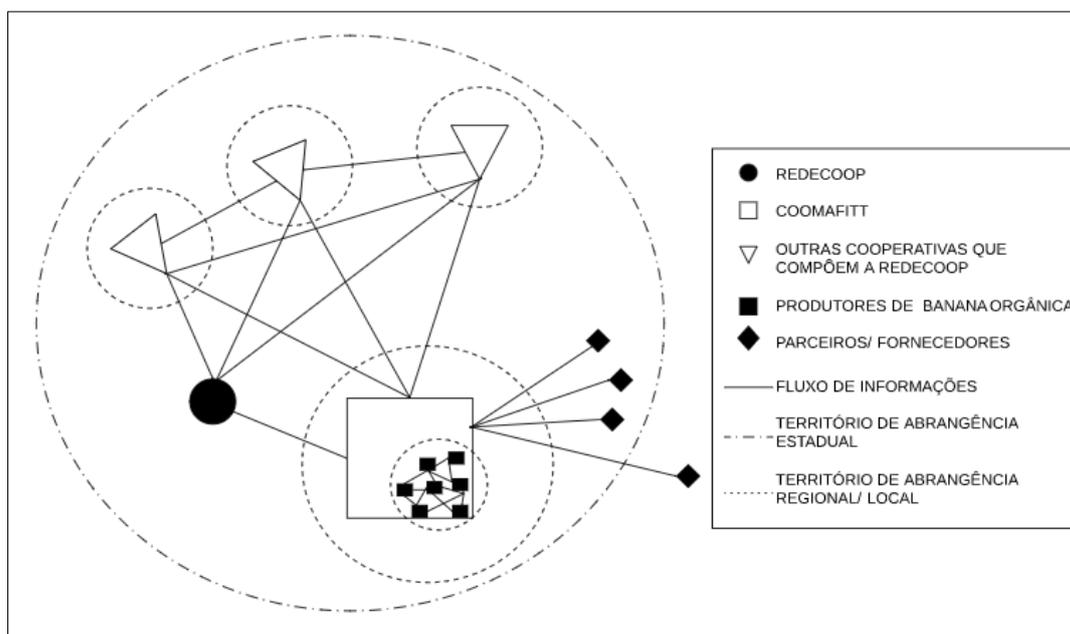 REDECOOP
COOMAFITT
OUTRAS COOPERATIVAS QUE
COMPÕEM A REDECOOP
PRODUTORES DE BANANA ORGÂNICA
PARCEIROS/ FORNECEDORES
FLUXO DE INFORMAÇÕES
TERRITÓRIO DE ABRANGÊNCIA
ESTADUAL
TERRITÓRIO DE ABRANGÊNCIA
REGIONAL/ LOCAL